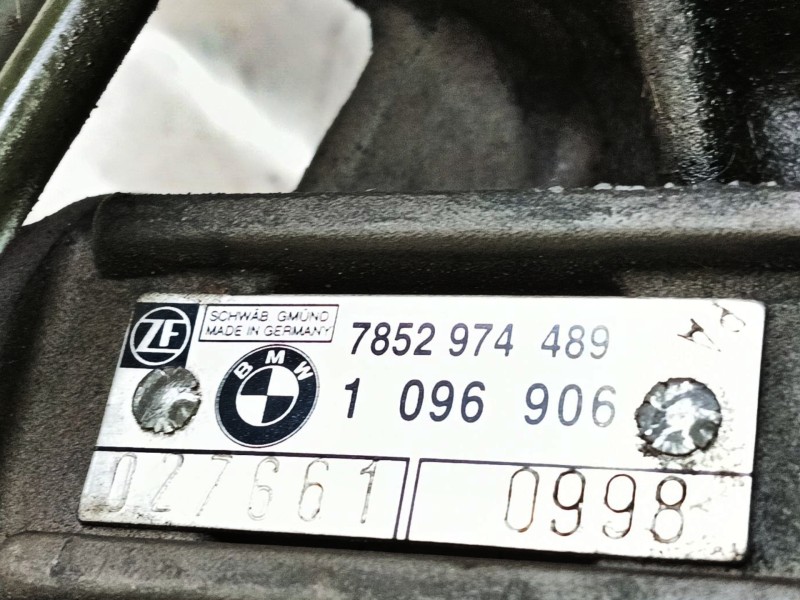 ZF SCHWÄB GMÜND
MADE IN GERMANY
7852 974 489
BMW
1 096 906
027661 0998